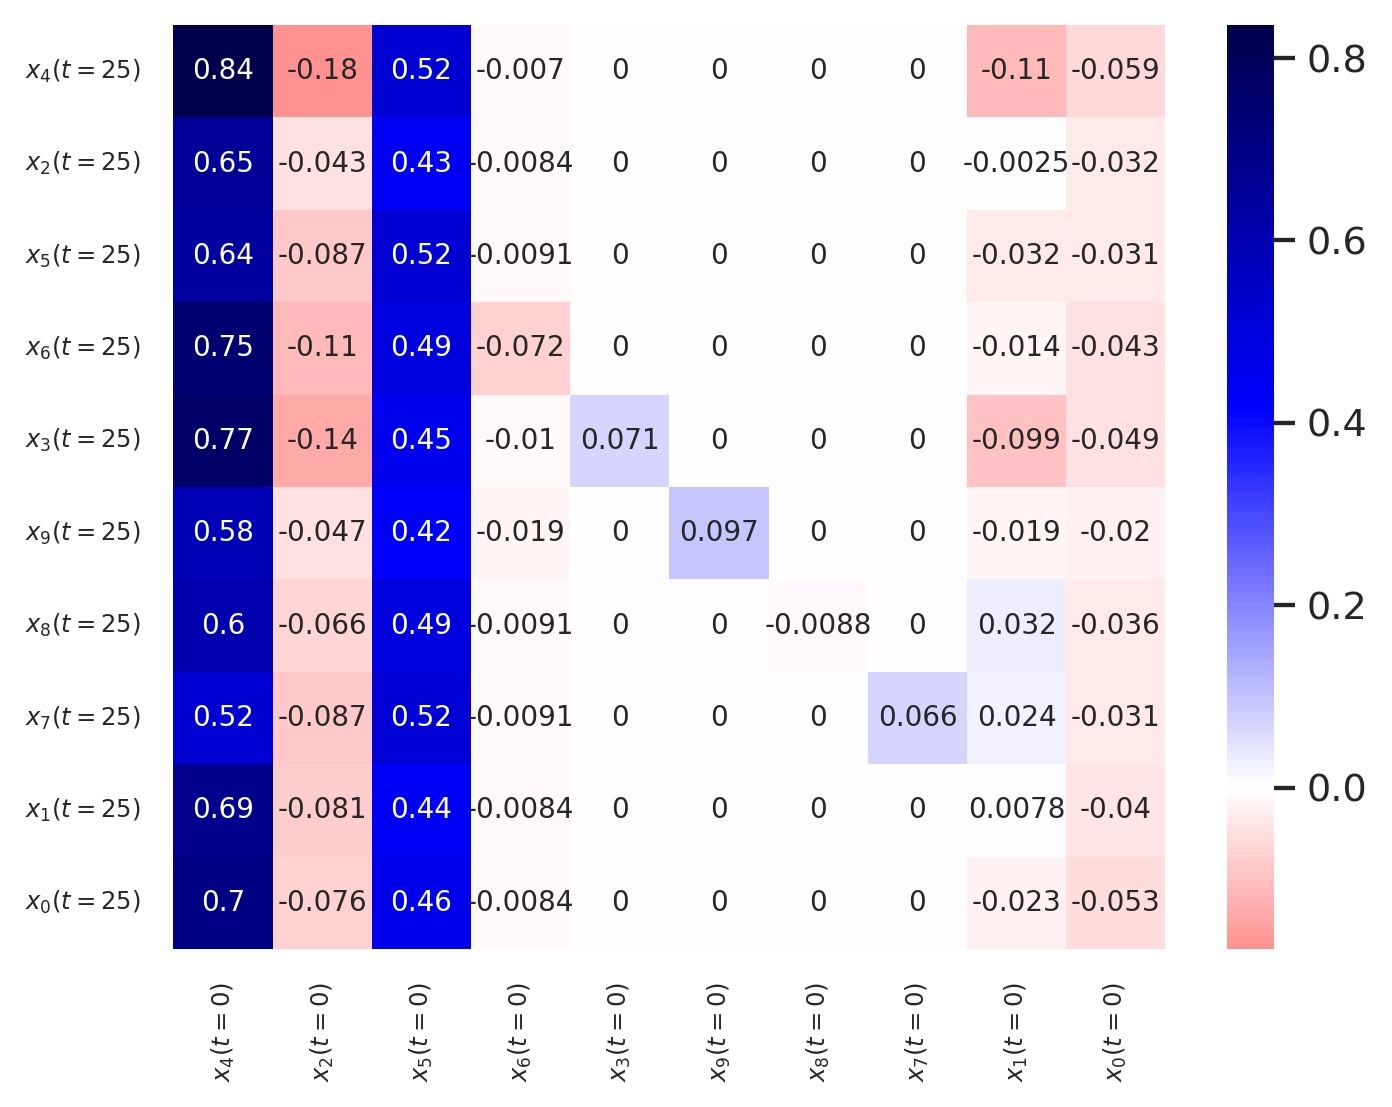 x₄(t = 25) 0.84 -0.18 0.52 -0.007 0 0 0 0 -0.11 -0.059
x₂(t = 25) 0.65 -0.043 0.43 -0.0084 0 0 0 0 -0.0025 -0.032
x₅(t = 25) 0.64 -0.087 0.52 -0.0091 0 0 0 0 -0.032 -0.031
x₆(t = 25) 0.75 -0.11 0.49 -0.072 0 0 0 0 -0.014 -0.043
x₃(t = 25) 0.77 -0.14 0.45 -0.01 0.071 0 0 0 -0.099 -0.049
x₉(t = 25) 0.58 -0.047 0.42 -0.019 0 0.097 0 0 -0.019 -0.02
x₈(t = 25) 0.6 -0.066 0.49 -0.0091 0 0 -0.0088 0 0.032 -0.036
x₇(t = 25) 0.52 -0.087 0.52 -0.0091 0 0 0 0.066 0.024 -0.031
x₁(t = 25) 0.69 -0.081 0.44 -0.0084 0 0 0 0 0.0078 -0.04
x₀(t = 25) 0.7 -0.076 0.46 -0.0084 0 0 0 0 -0.023 -0.053
x₄(t = 0)
x₂(t = 0)
x₅(t = 0)
x₆(t = 0)
x₃(t = 0)
x₉(t = 0)
x₈(t = 0)
x₇(t = 0)
x₁(t = 0)
x₀(t = 0)
0.8
0.6
0.4
0.2
0.0